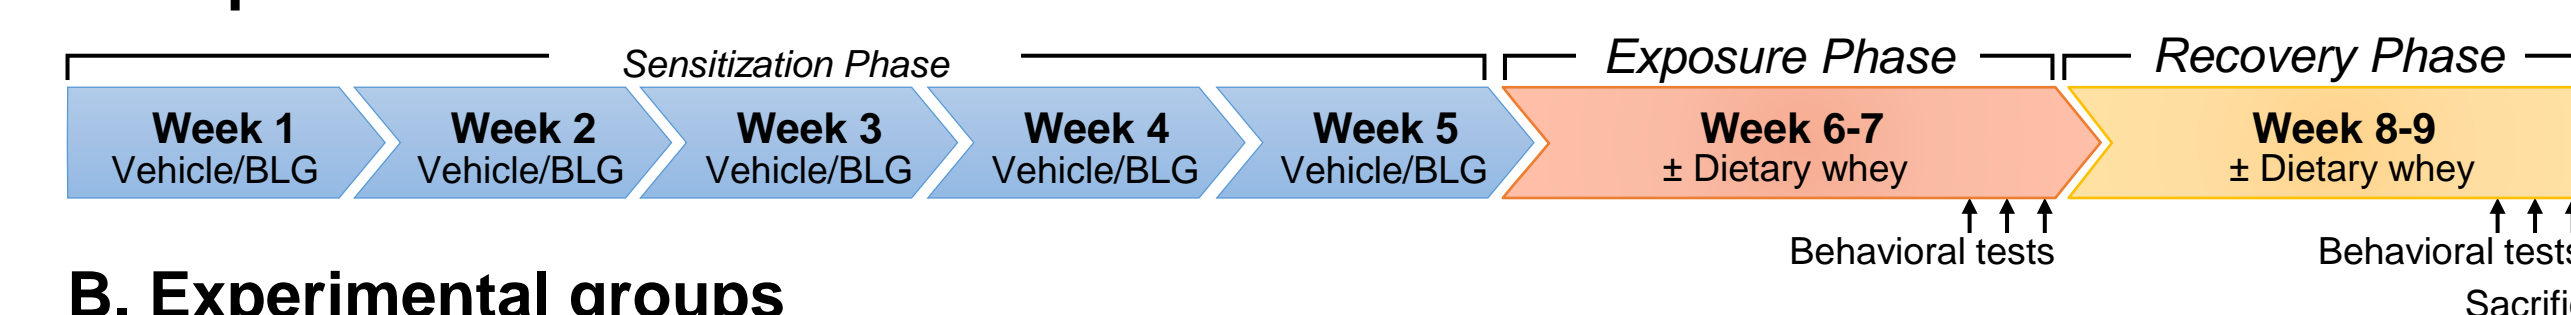 Sensitization Phase
Exposure Phase
Recovery Phase
Week 1
Vehicle/BLG
Week 2
Vehicle/BLG
Week 3
Vehicle/BLG
Week 4
Vehicle/BLG
Week 5
Vehicle/BLG
Week 6-7
± Dietary whey
Week 8-9
± Dietary whey
Behavioral tests
Behavioral tests
B. Experimental groups